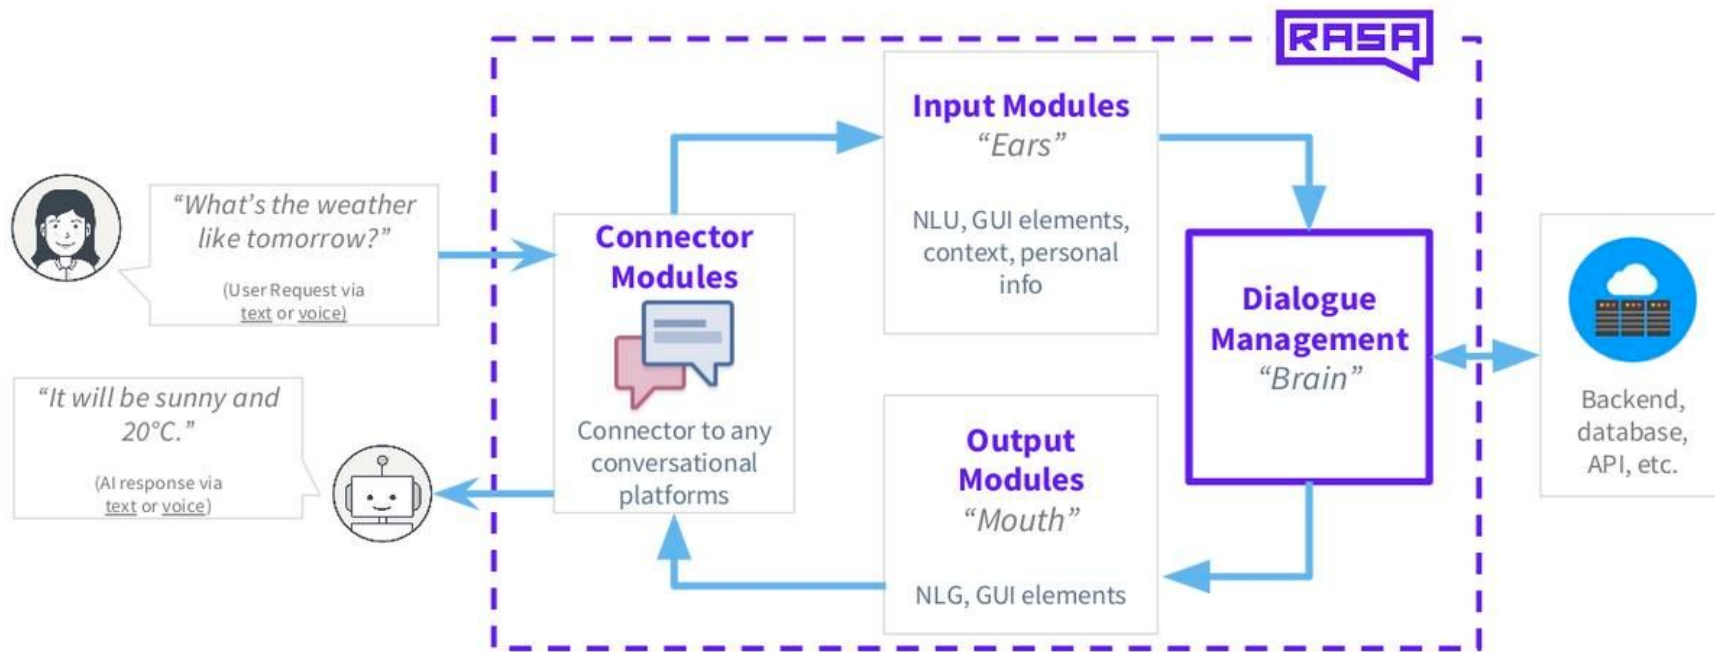 RASA
Input Modules
“Ears”
NLU, GUI elements,
context, personal
info
“What’s the weather
like tomorrow?”
(User Request via
text or voice)
Connector
Modules
Connector to any
conversational
platforms
Dialogue
Management
“Brain”
Backend,
database,
API, etc.
“It will be sunny and
20°C.”
(AI response via
text or voice)
Output
Modules
“Mouth”
NLG, GUI elements